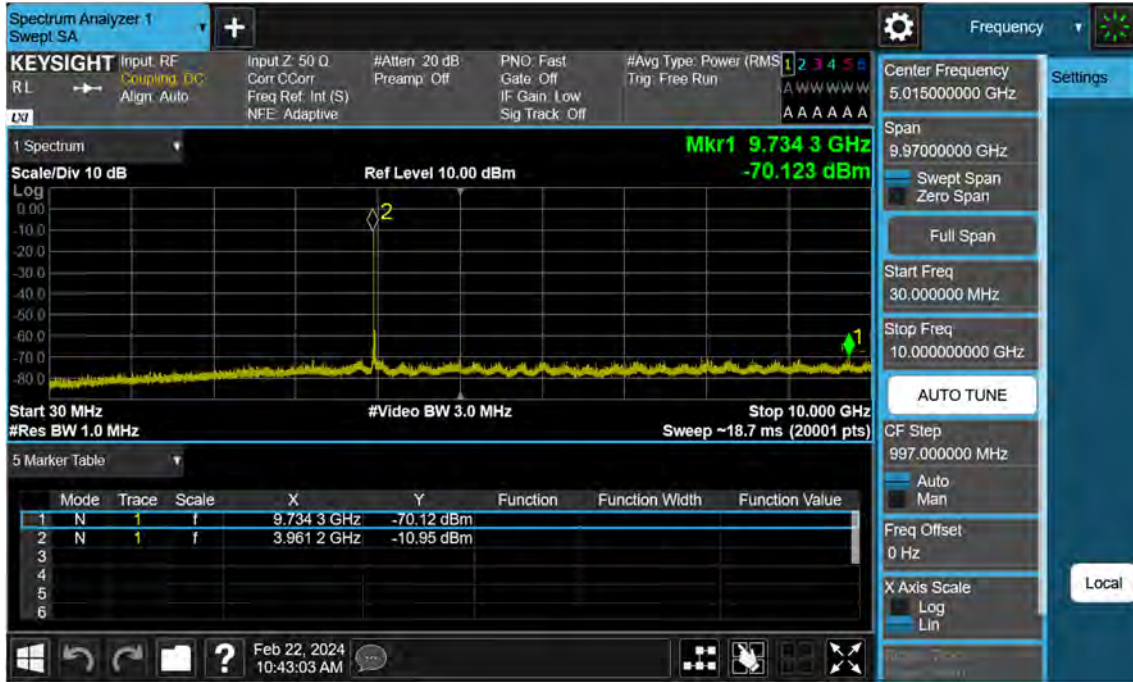 Spectrum Analyzer 1
Swept SA
Frequency
KEYSIGHT
RL
LXI
Input: RF
Coupling: DC
Align: Auto
Input Z: 50 Ω
Corr CCorr
Freq Ref: Int (S)
NFE: Adaptive
#Atten: 20 dB
Preamp: Off
PNO: Fast
Gate: Off
IF Gain: Low
Sig Track: Off
#Avg Type: Power (RMS
Trig: Free Run
1 2 3 4 5 6
A W W W W W
A A A A A A
1 Spectrum
Scale/Div 10 dB
Ref Level 10.00 dBm
Mkr1 9.734 3 GHz
-70.123 dBm
Log
0.00
-10.0
-20.0
-30.0
-40.0
-50.0
-60.0
-70.0
-80.0
2
1
Start 30 MHz
#Video BW 3.0 MHz
Stop 10.000 GHz
#Res BW 1.0 MHz
Sweep ~18.7 ms (20001 pts)
5 Marker Table
Mode Trace Scale X Y Function Function Width Function Value
1 N 1 f 9.734 3 GHz -70.12 dBm
2 N 1 f 3.961 2 GHz -10.95 dBm
3
4
5
6
Feb 22, 2024
10:43:03 AM
Center Frequency
5.015000000 GHz
Span
9.97000000 GHz
Swept Span
Zero Span
Full Span
Start Freq
30.000000 MHz
Stop Freq
10.000000000 GHz
AUTO TUNE
CF Step
997.000000 MHz
Auto
Man
Freq Offset
0 Hz
X Axis Scale
Log
Lin
Settings
Local